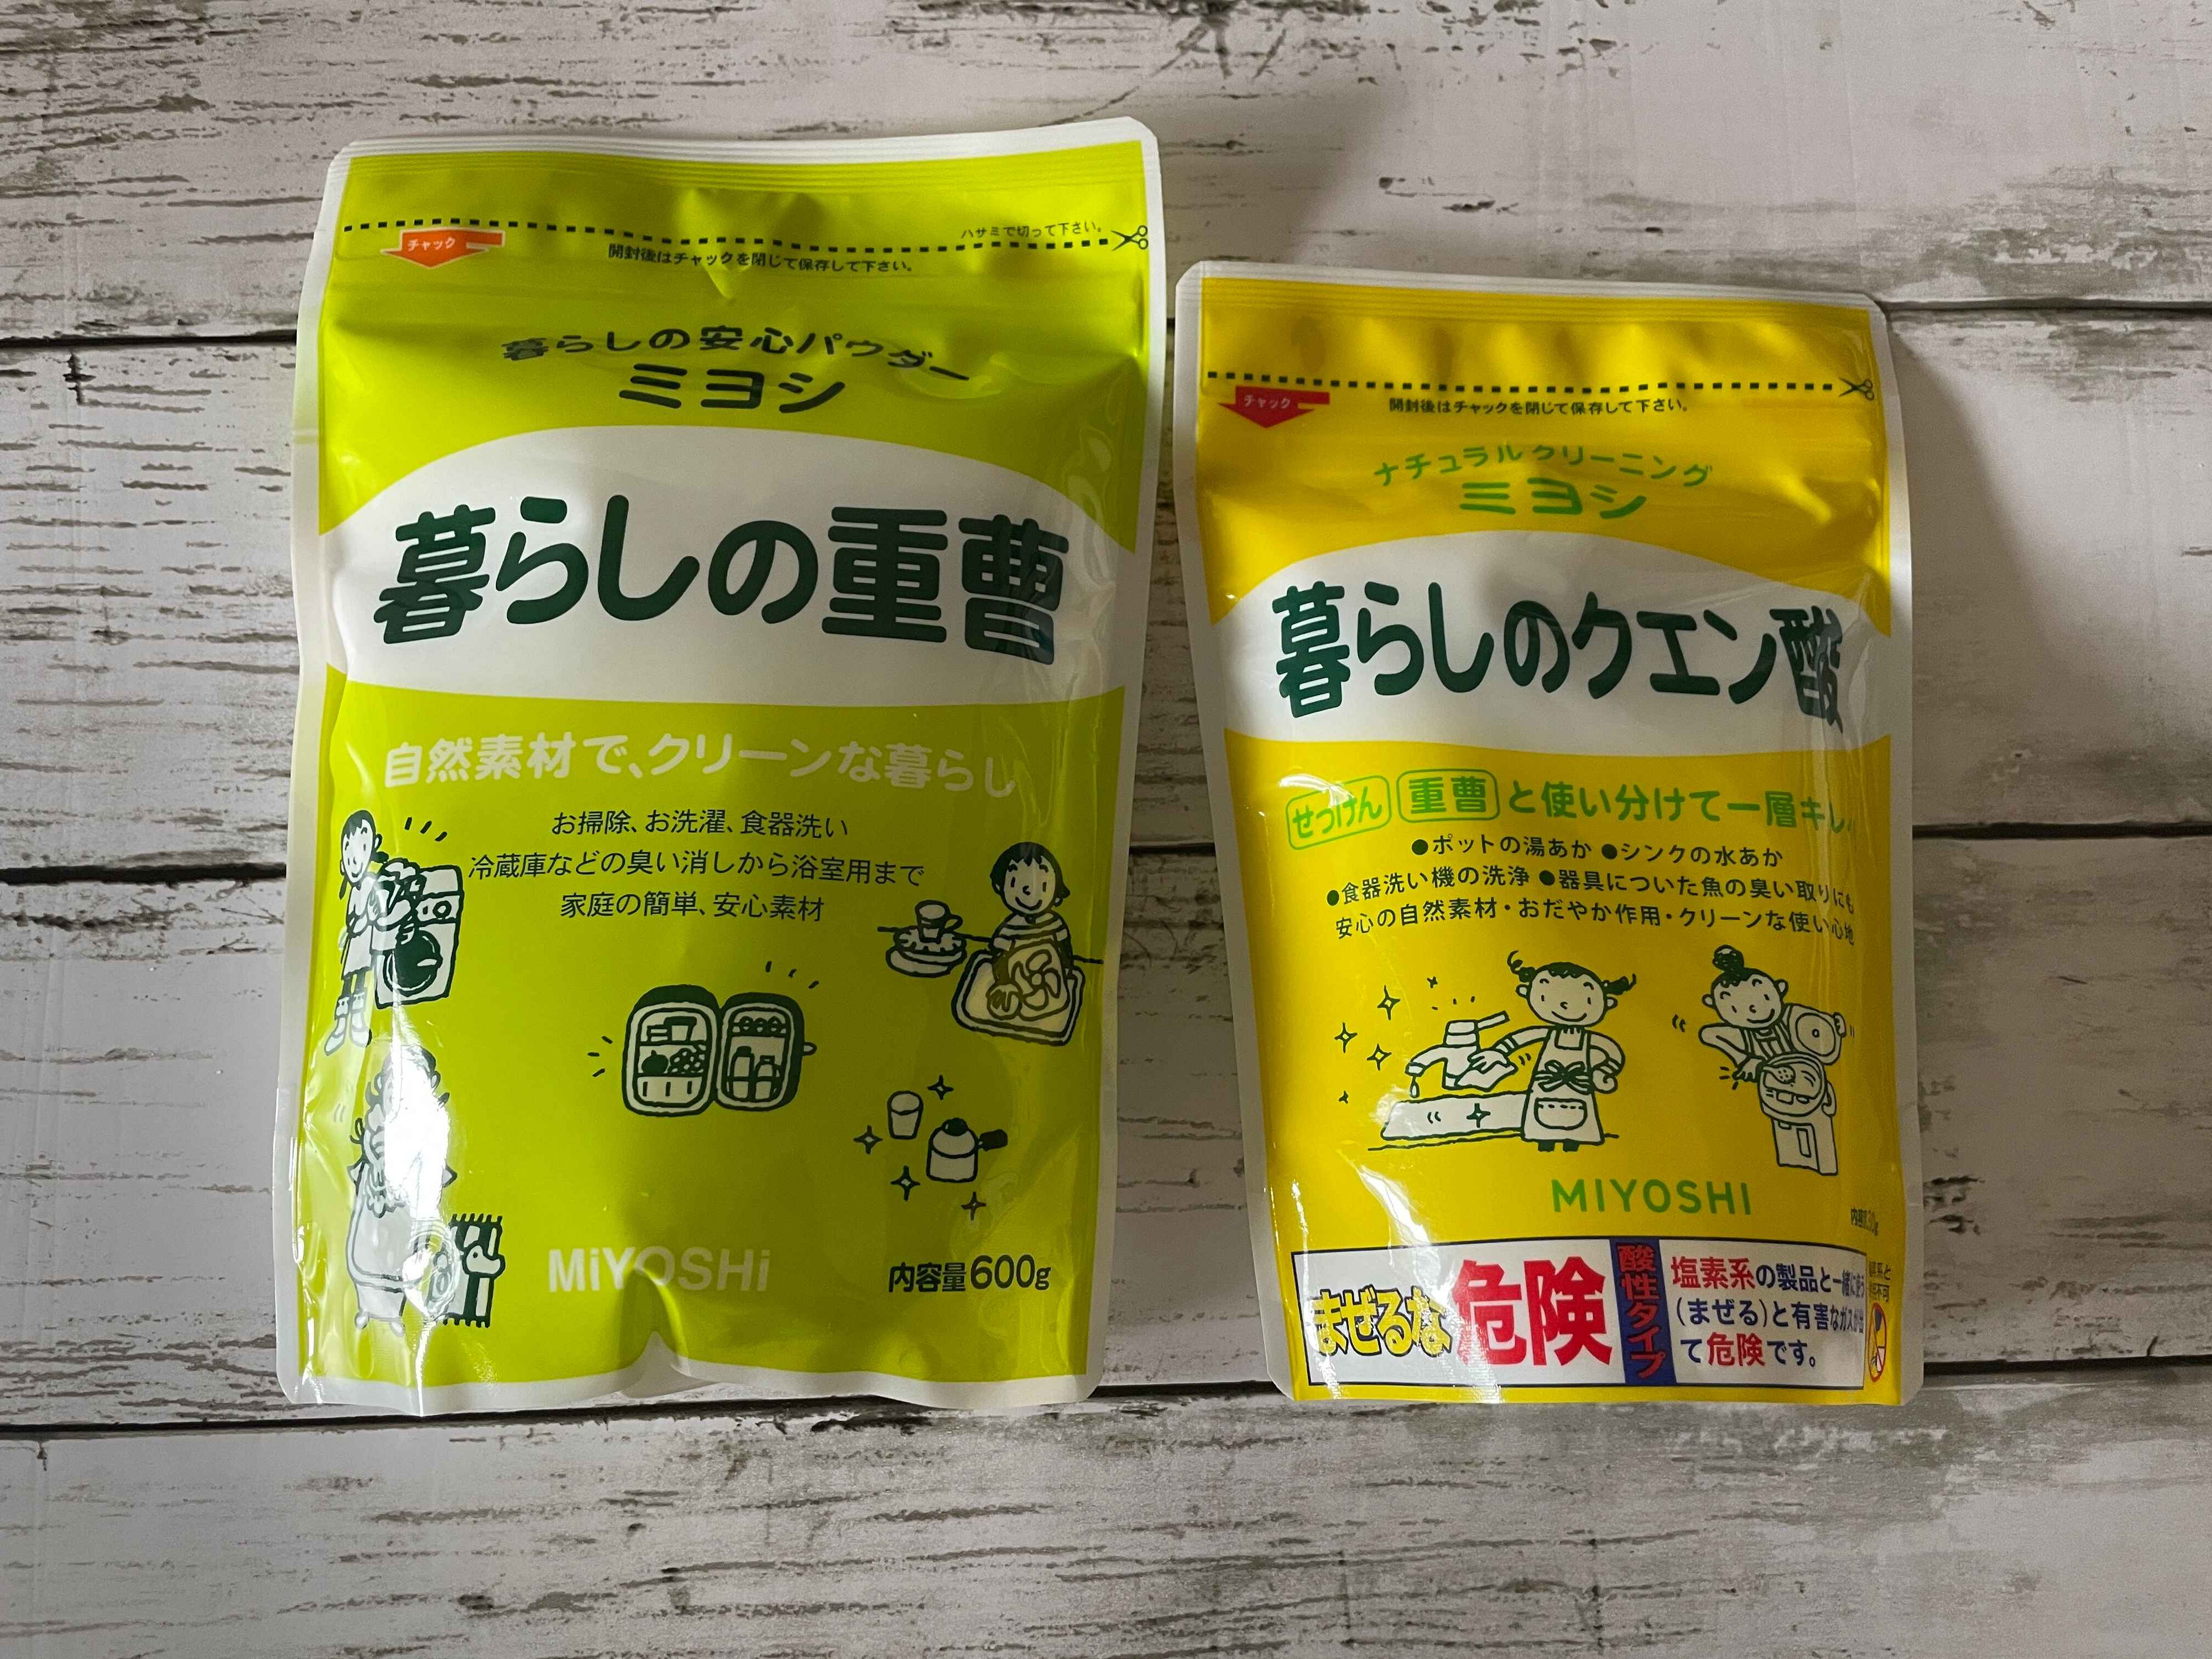 ハサミで切って下さい。
チャック
開封後はチャックを閉じて保存して下さい。
暮らしの安心パウダー
ミヨシ
暮らしの重曹
自然素材で、クリーンな暮らし
お掃除、お洗濯、食器洗い
冷蔵庫などの臭い消しから浴室用まで
家庭の簡単、安心素材
MiYOSHi
内容量600g
チャック
開封後はチャックを閉じて保存して下さい。
ナチュラルクリーニング
ミヨシ
暮らしのクエン酸
せっけん 重曹 と使い分けて一層キレ
●ポットの湯あか ●シンクの水あか
●食器洗い機の洗浄 ●器具についた魚の臭い取りにも
安心の自然素材・おだやか作用・クリーンな使い心地
MIYOSHI
まぜるな危険
酸性タイプ
塩素系の製品と一緒に使う
(まぜる)と有害なガスが出
て危険です。